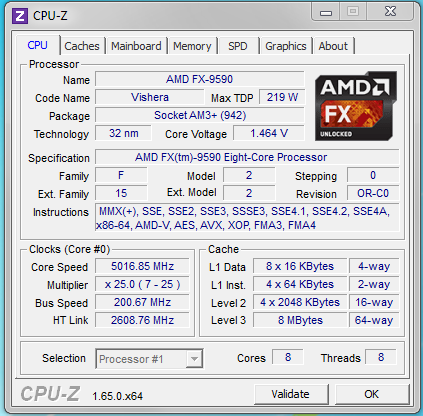 CPU-Z
CPU Caches Mainboard Memory SPD Graphics About
Processor
Name AMD FX-9590
Code Name Vishera Max TDP 219 W
Package Socket AM3+ (942)
Technology 32 nm Core Voltage 1.464 V
AMD
FX
UNLOCKED
Specification AMD FX(tm)-9590 Eight-Core Processor
Family F Model 2 Stepping 0
Ext. Family 15 Ext. Model 2 Revision OR-C0
Instructions MMX(+), SSE, SSE2, SSE3, SSSE3, SSE4.1, SSE4.2, SSE4A,
x86-64, AMD-V, AES, AVX, XOP, FMA3, FMA4
Clocks (Core #0)
Core Speed 5016.85 MHz
Multiplier x 25.0 ( 7 - 25 )
Bus Speed 200.67 MHz
HT Link 2608.76 MHz
Cache
L1 Data 8 x 16 KBytes 4-way
L1 Inst. 4 x 64 KBytes 2-way
Level 2 4 x 2048 KBytes 16-way
Level 3 8 MBytes 64-way
Selection Processor #1 Cores 8 Threads 8
CPU-Z 1.65.0.x64 Validate OK